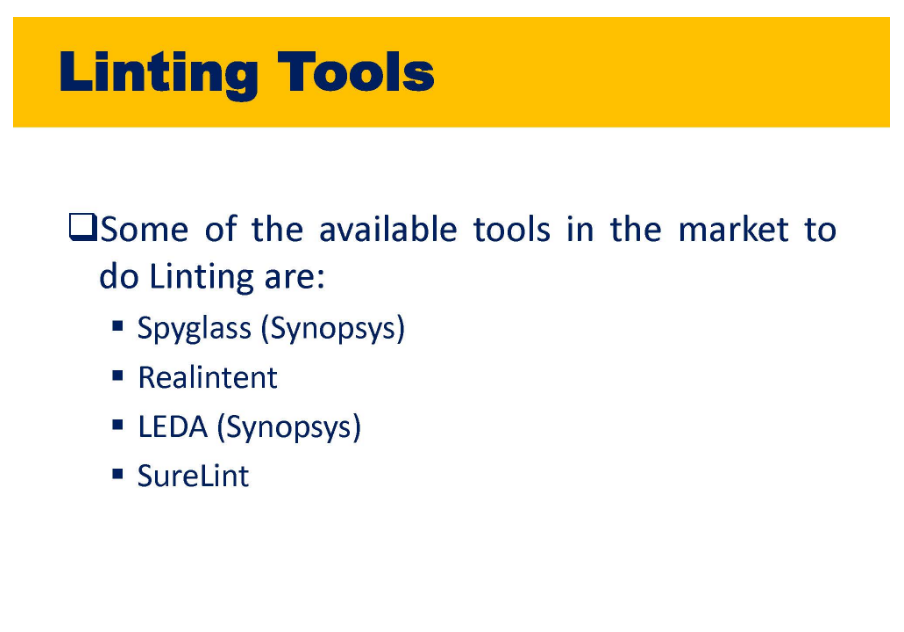 Linting Tools
❑Some of the available tools in the market to
do Linting are:
▪ Spyglass (Synopsys)
▪ Realintent
▪ LEDA (Synopsys)
▪ SureLint